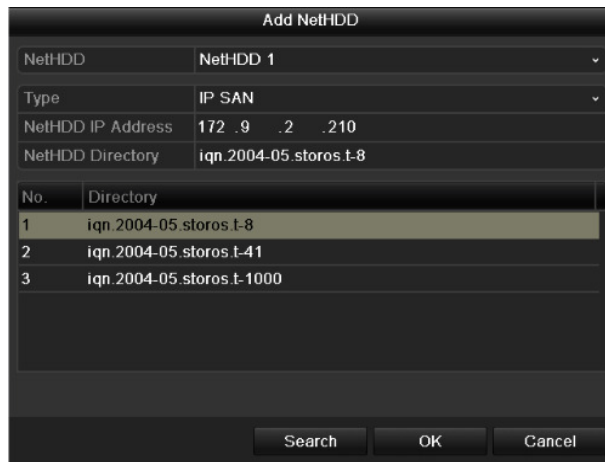 Add NetHDD
NetHDD NetHDD 1
Type IP SAN
NetHDD IP Address 172 .9 .2 .210
NetHDD Directory iqn.2004-05.storos.t-8
No. Directory
1 iqn.2004-05.storos.t-8
2 iqn.2004-05.storos.t-41
3 iqn.2004-05.storos.t-1000
Search OK Cancel